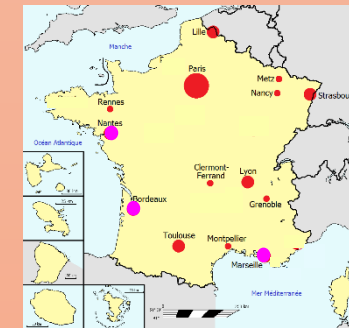 Lille
Manche
Paris
Metz
Nancy
Strasbou
Rennes
Nantes
Océan Atlantique
Clermont-
Ferrand
Lyon
Bordeaux
Grenoble
Toulouse
Montpellier
Marseille
Mer Méditerranée